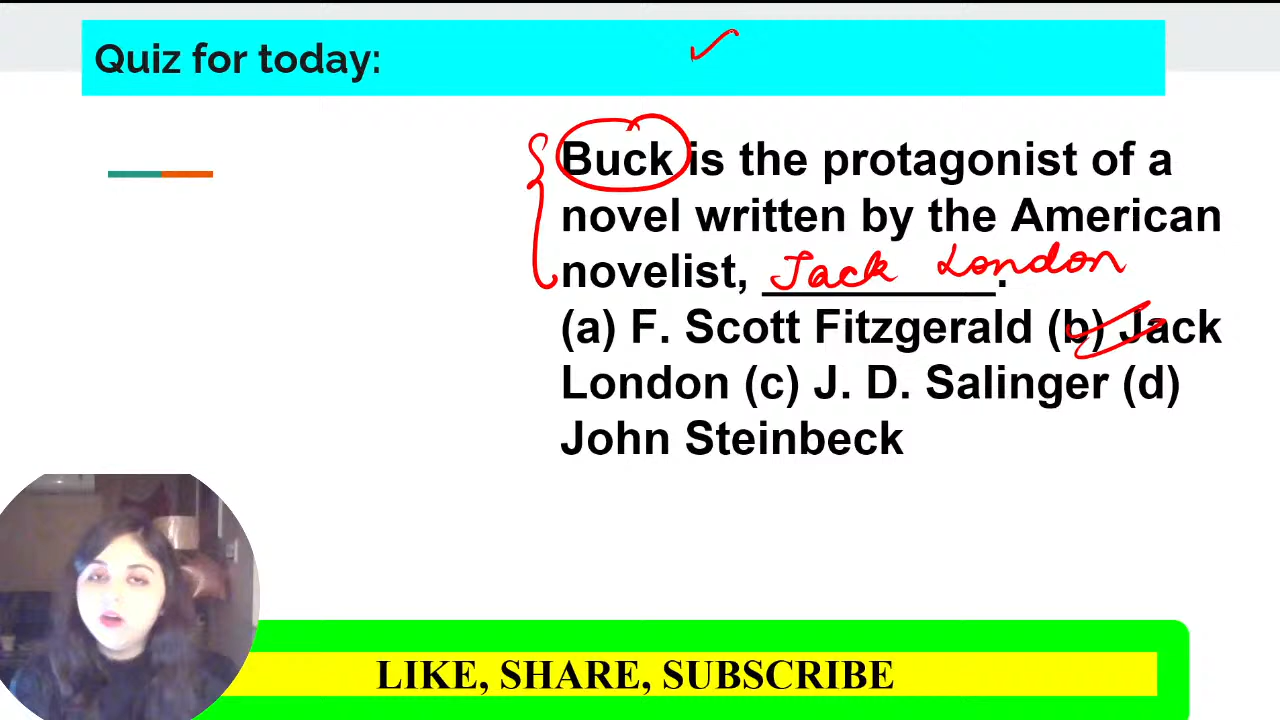 Quiz for today:
Buck is the protagonist of a
novel written by the American
novelist, __________.
Jack London
(a) F. Scott Fitzgerald (b) Jack
London (c) J. D. Salinger (d)
John Steinbeck
LIKE, SHARE, SUBSCRIBE